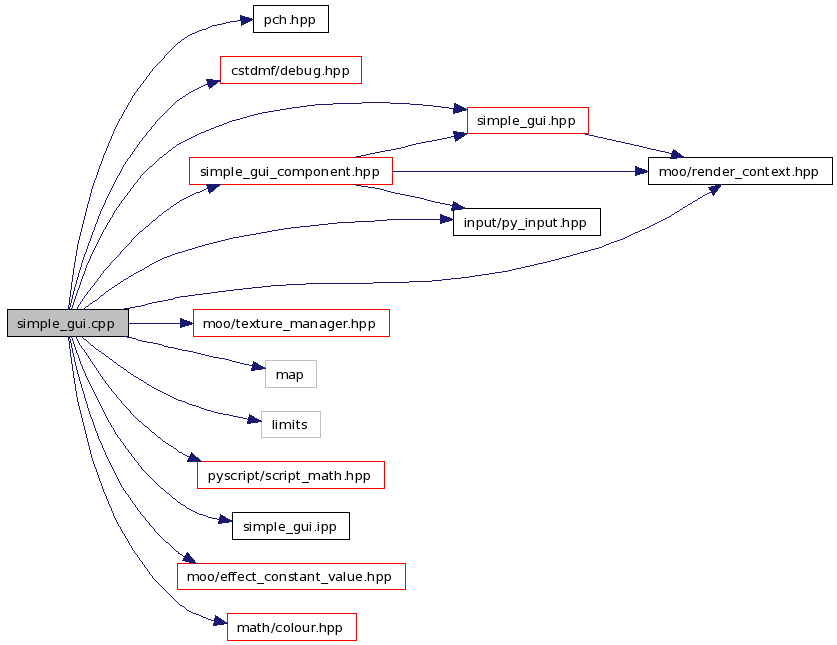 pch.hpp
cstdmf/debug.hpp
simple_gui.hpp
simple_gui_component.hpp
moo/render_context.hpp
input/py_input.hpp
simple_gui.cpp
moo/texture_manager.hpp
map
limits
pyscript/script_math.hpp
simple_gui.ipp
moo/effect_constant_value.hpp
math/colour.hpp